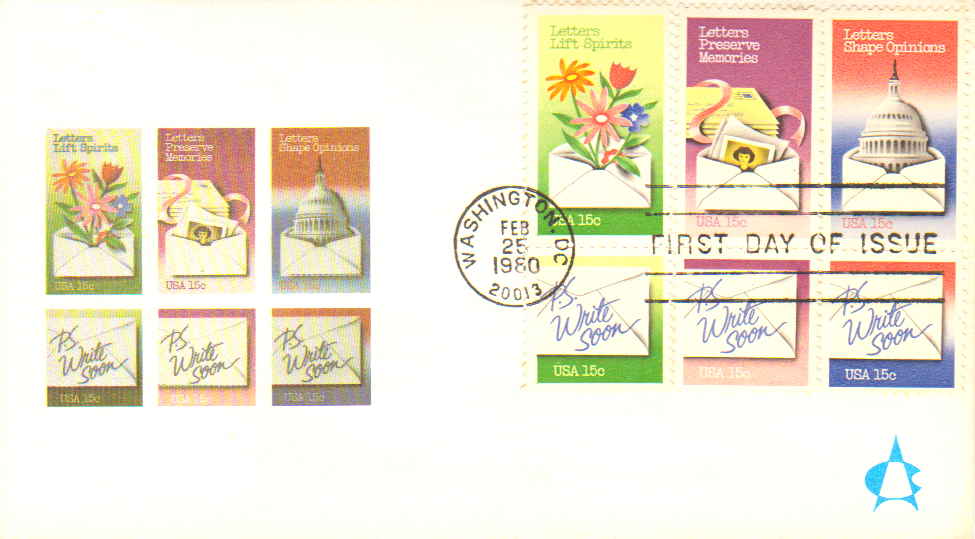 Letters
Lift Spirits
Letters
Preserve
Memories
Letters
Shape Opinions
USA 15c
USA 15c
USA 15c
P.S.
Write
Soon
USA 15c
P.S.
Write
Soon
USA 15c
P.S.
Write
Soon
USA 15c
Letters
Lift Spirits
Letters
Preserve
Memories
Letters
Shape Opinions
USA 15c
USA 15c
USA 15c
WASHINGTON, DC
FEB
25
1980
20013
FIRST DAY OF ISSUE
P.S.
Write
Soon
USA 15c
P.S.
Write
Soon
USA 15c
P.S.
Write
Soon
USA 15c